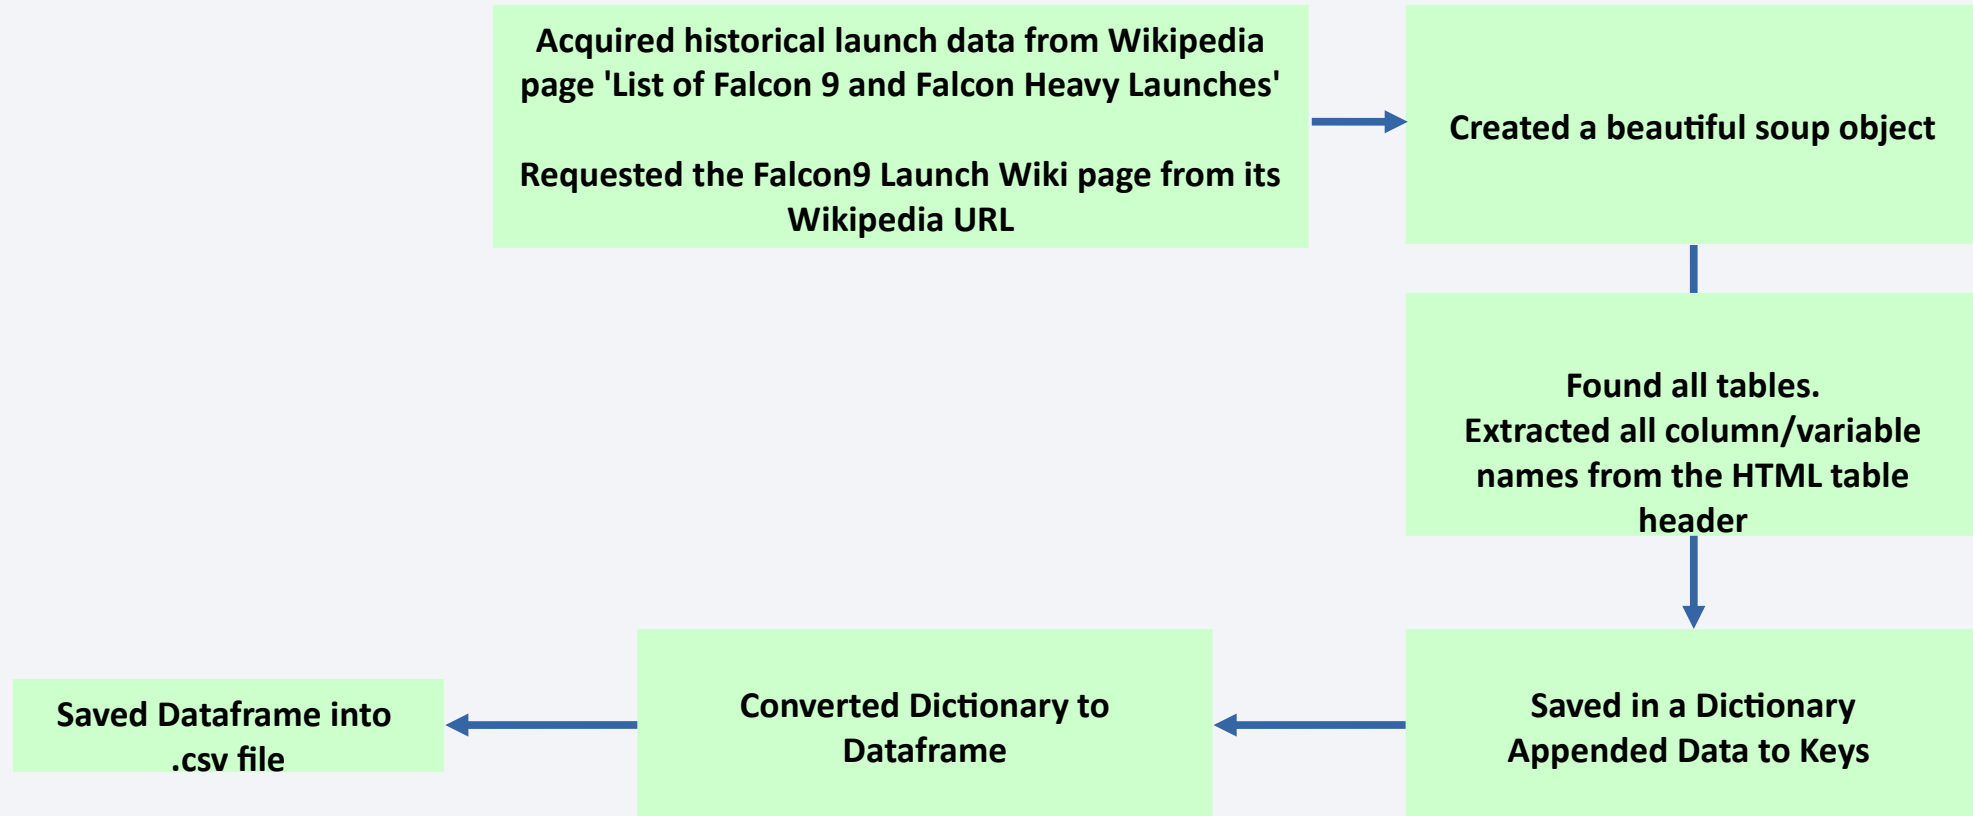 Acquired historical launch data from Wikipedia
page 'List of Falcon 9 and Falcon Heavy Launches'
Requested the Falcon9 Launch Wiki page from its
Wikipedia URL
Created a beautiful soup object
Found all tables.
Extracted all column/variable
names from the HTML table
header
Saved in a Dictionary
Appended Data to Keys
Converted Dictionary to
Dataframe
Saved Dataframe into
.csv file